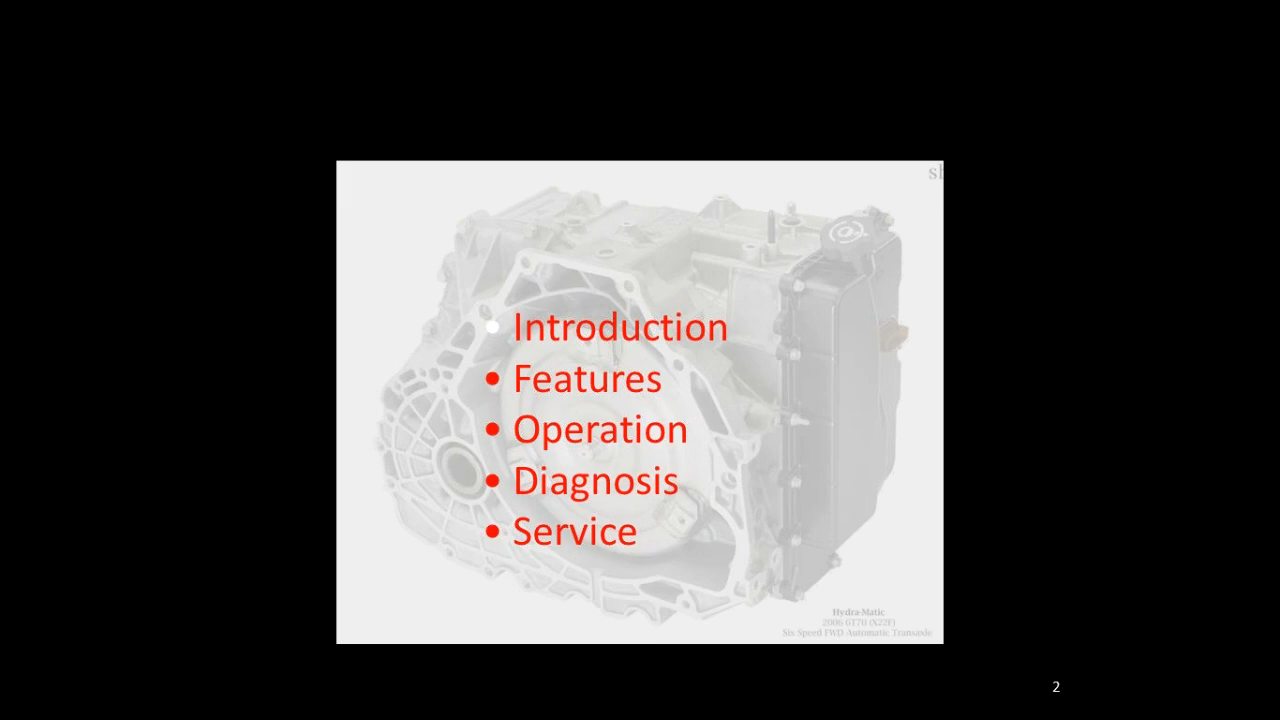 • Introduction
• Features
• Operation
• Diagnosis
• Service
Hydra-Matic
2006 6T70 (X22F)
Six Speed FWD Automatic Transaxle
2